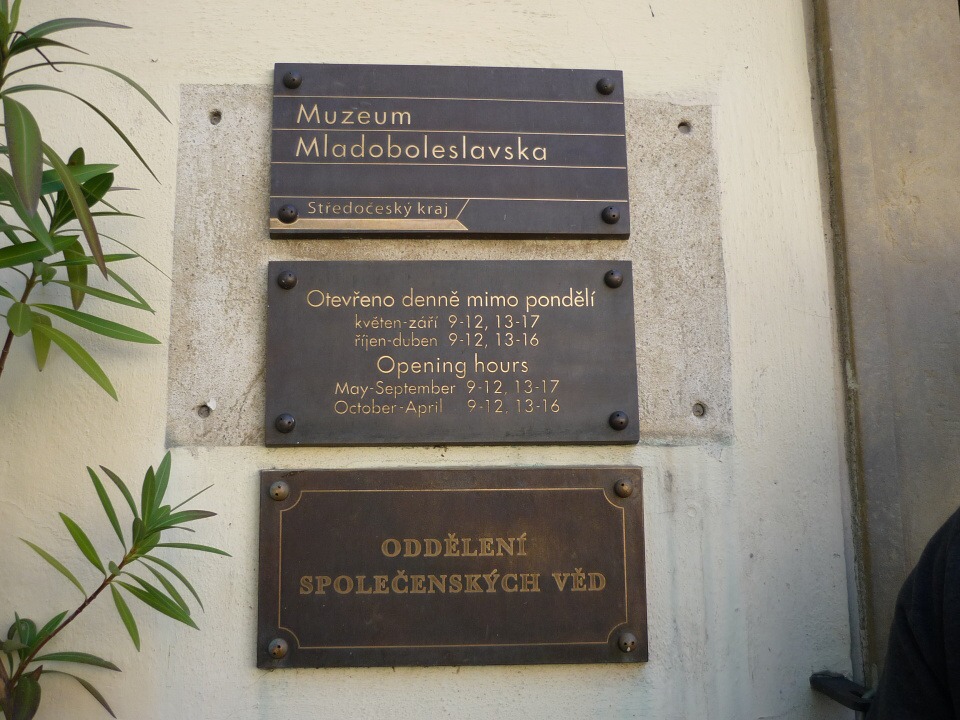 Muzeum
Mladoboleslavska
Středočeský kraj
Otevřeno denně mimo pondělí
květen-září 9-12, 13-17
říjen-duben 9-12, 13-16
Opening hours
May-September 9-12, 13-17
October-April 9-12, 13-16
ODDĚLENÍ
SPOLEČENSKÝCH VĚD